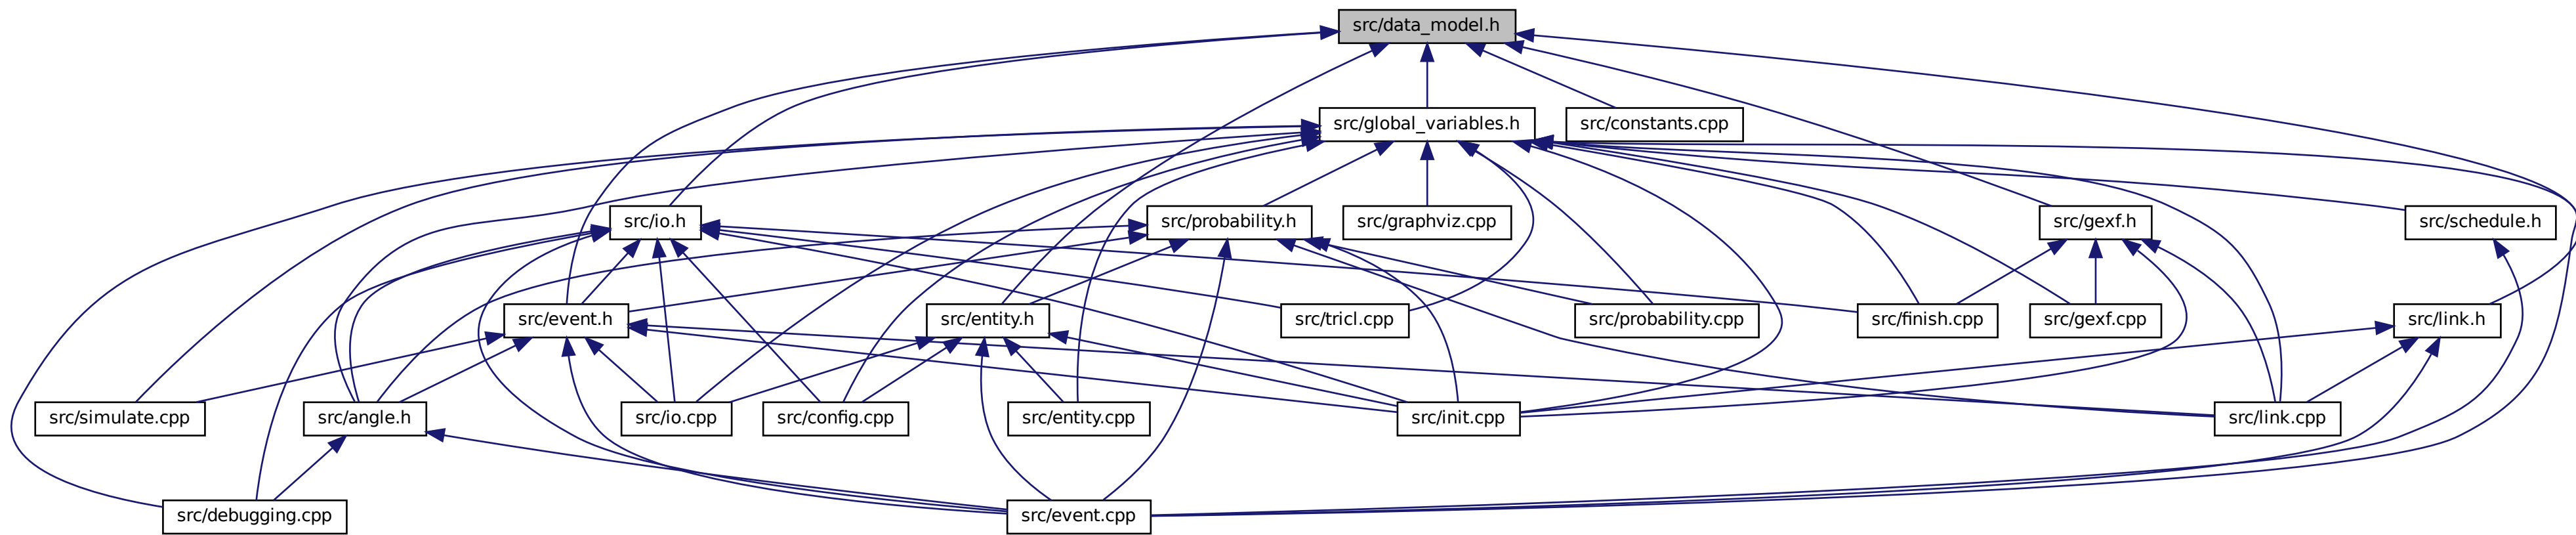 src/data_model.h
src/global_variables.h
src/constants.cpp
src/io.h
src/probability.h
src/graphviz.cpp
src/gexf.h
src/schedule.h
src/event.h
src/entity.h
src/tricl.cpp
src/probability.cpp
src/finish.cpp
src/gexf.cpp
src/link.h
src/simulate.cpp
src/angle.h
src/io.cpp
src/config.cpp
src/entity.cpp
src/init.cpp
src/link.cpp
src/debugging.cpp
src/event.cpp